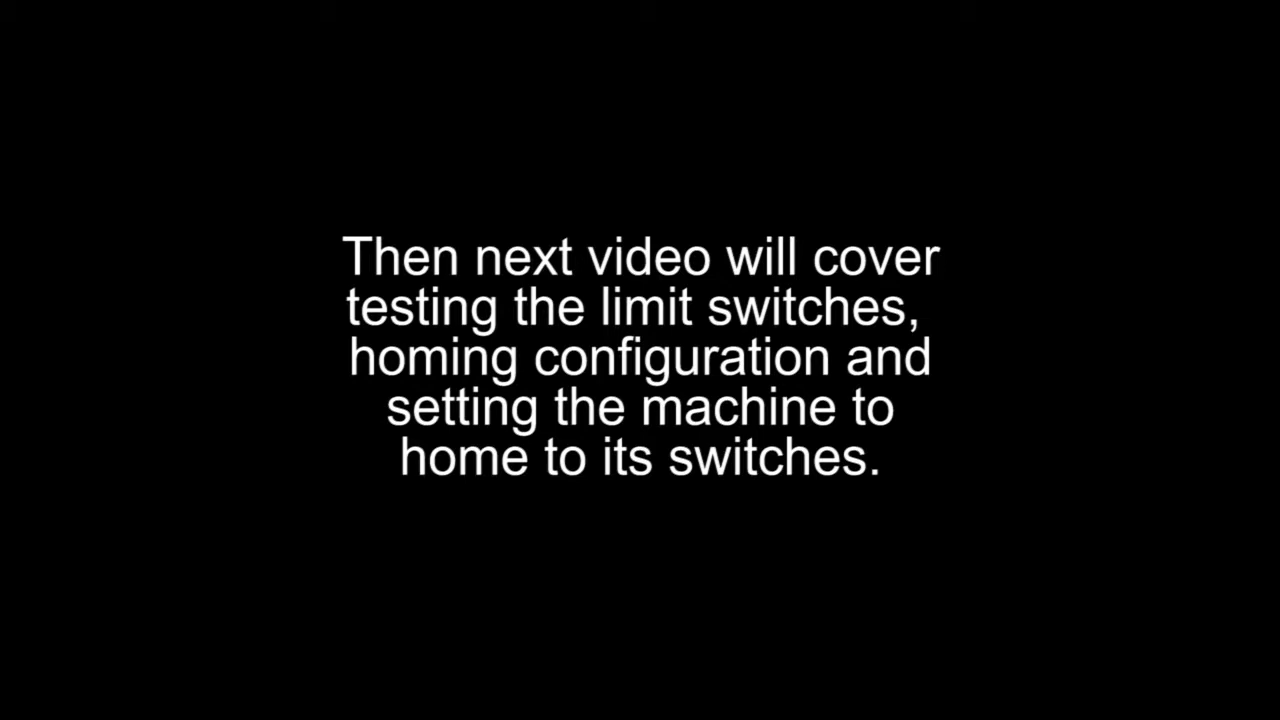 Then next video will cover
testing the limit switches,
homing configuration and
setting the machine to
home to its switches.